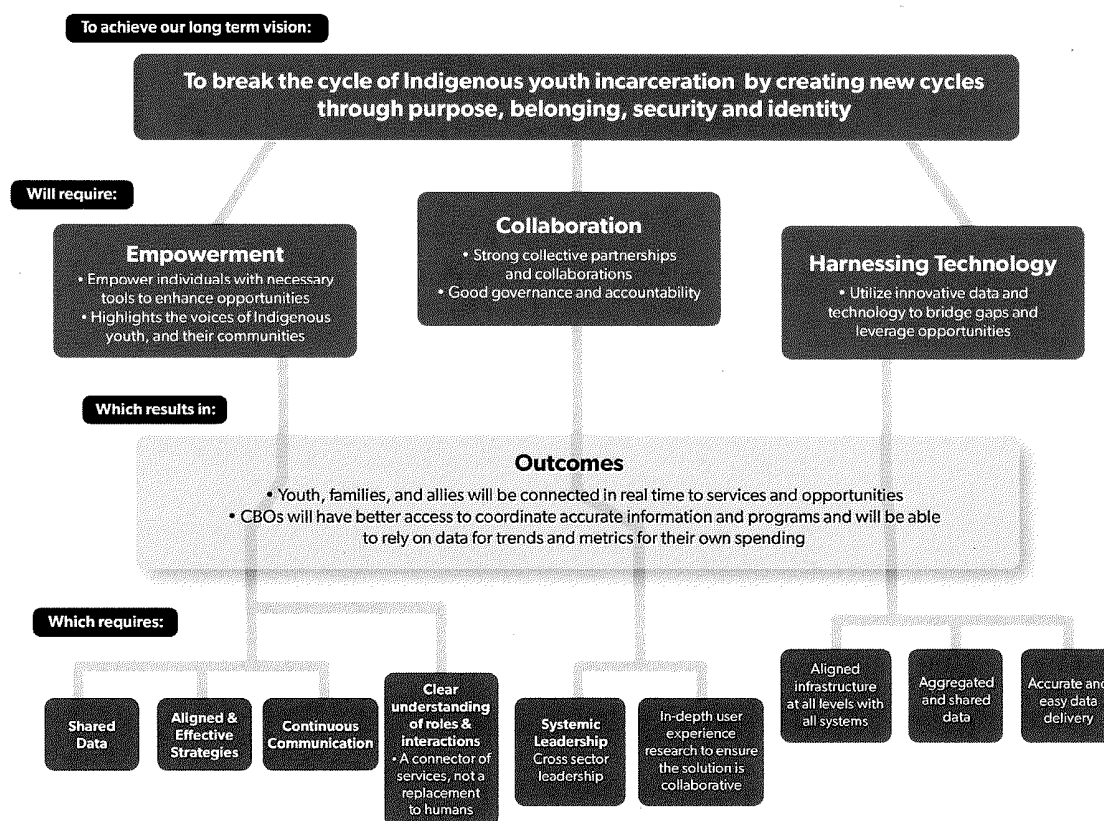 To achieve our long term vision:
To break the cycle of Indigenous youth incarceration by creating new cycles
through purpose, belonging, security and identity
Will require:
Empowerment
• Empower individuals with necessary
tools to enhance opportunities
• Highlights the voices of Indigenous
youth, and their communities
Collaboration
• Strong collective partnerships
and collaborations
• Good governance and accountability
Harnessing Technology
• Utilize innovative data and
technology to bridge gaps and
leverage opportunities
Which results in:
Outcomes
• Youth, families, and allies will be connected in real time to services and opportunities
• CBOs will have better access to coordinate accurate information and programs and will be able
to rely on data for trends and metrics for their own spending
Which requires:
Shared
Data
Aligned &
Effective
Strategies
Continuous
Communication
Clear
understanding
of roles &
interactions
• A connector of
services, not a
replacement
to humans
Systemic
Leadership
Cross sector
leadership
In-depth user
experience
research to ensure
the solution is
collaborative
Aligned
infrastructure
at all levels with
all systems
Aggregated
and shared
data
Accurate and
easy data
delivery